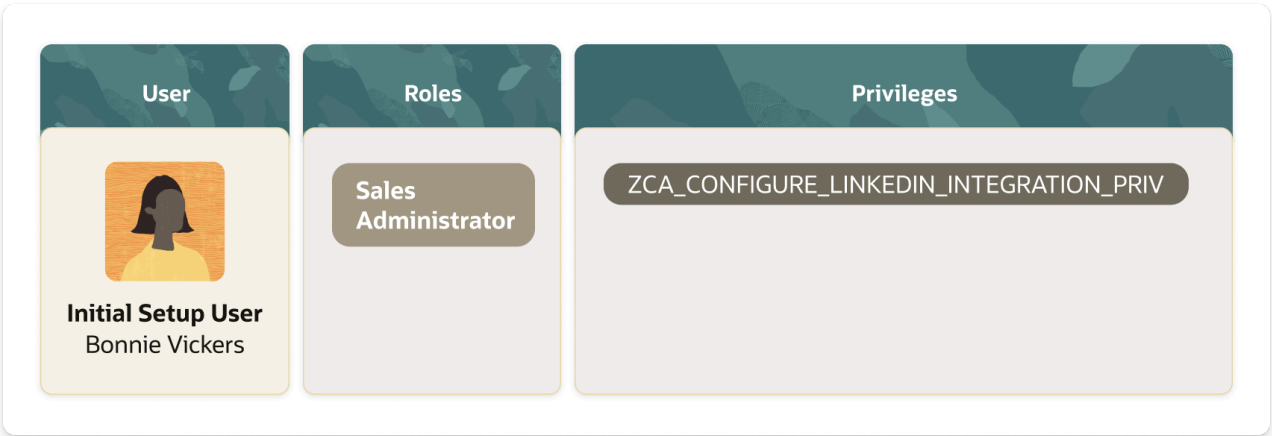 User
Roles
Privileges
Initial Setup User
Bonnie Vickers
Sales
Administrator
ZCA_CONFIGURE_LINKEDIN_INTEGRATION_PRIV